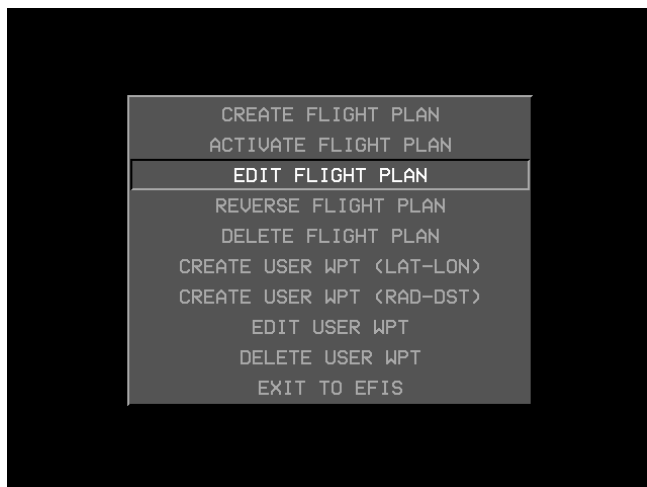 CREATE FLIGHT PLAN
ACTIVATE FLIGHT PLAN
EDIT FLIGHT PLAN
REVERSE FLIGHT PLAN
DELETE FLIGHT PLAN
CREATE USER WPT (LAT-LON)
CREATE USER WPT (RAD-DST)
EDIT USER WPT
DELETE USER WPT
EXIT TO EFIS